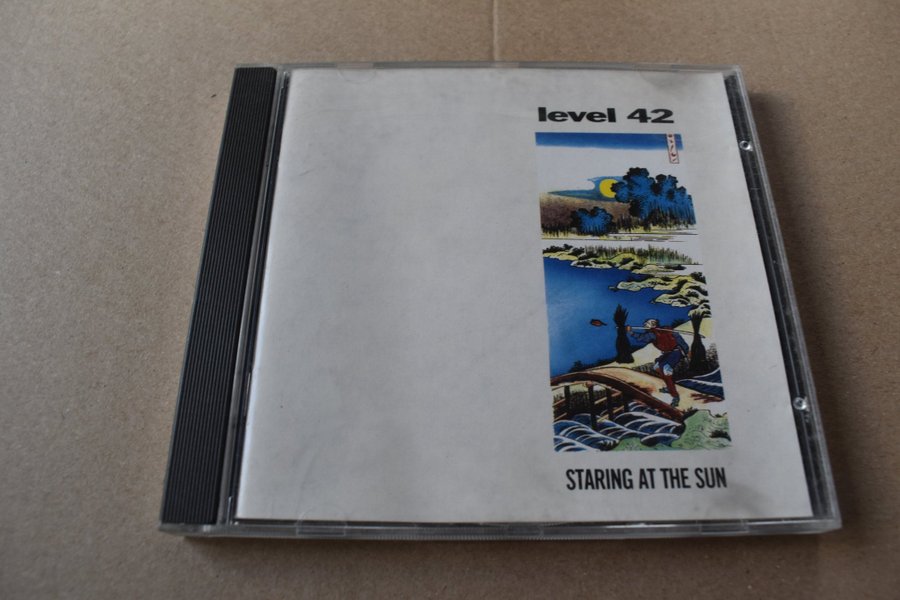 level 42
STARING AT THE SUN